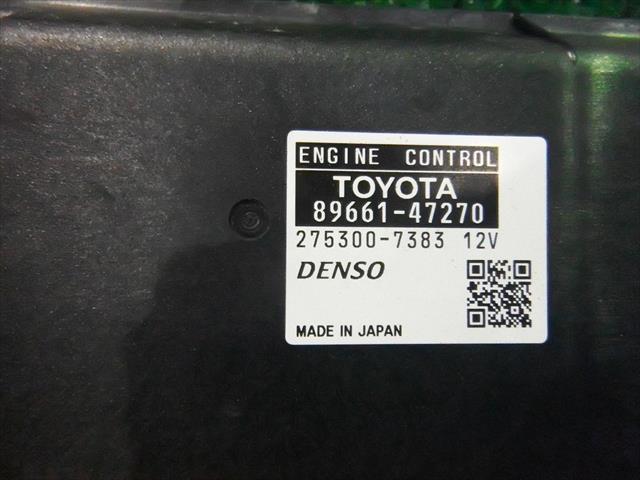 ENGINE CONTROL
TOYOTA
89661-47270
275300-7383 12V
DENSO
MADE IN JAPAN